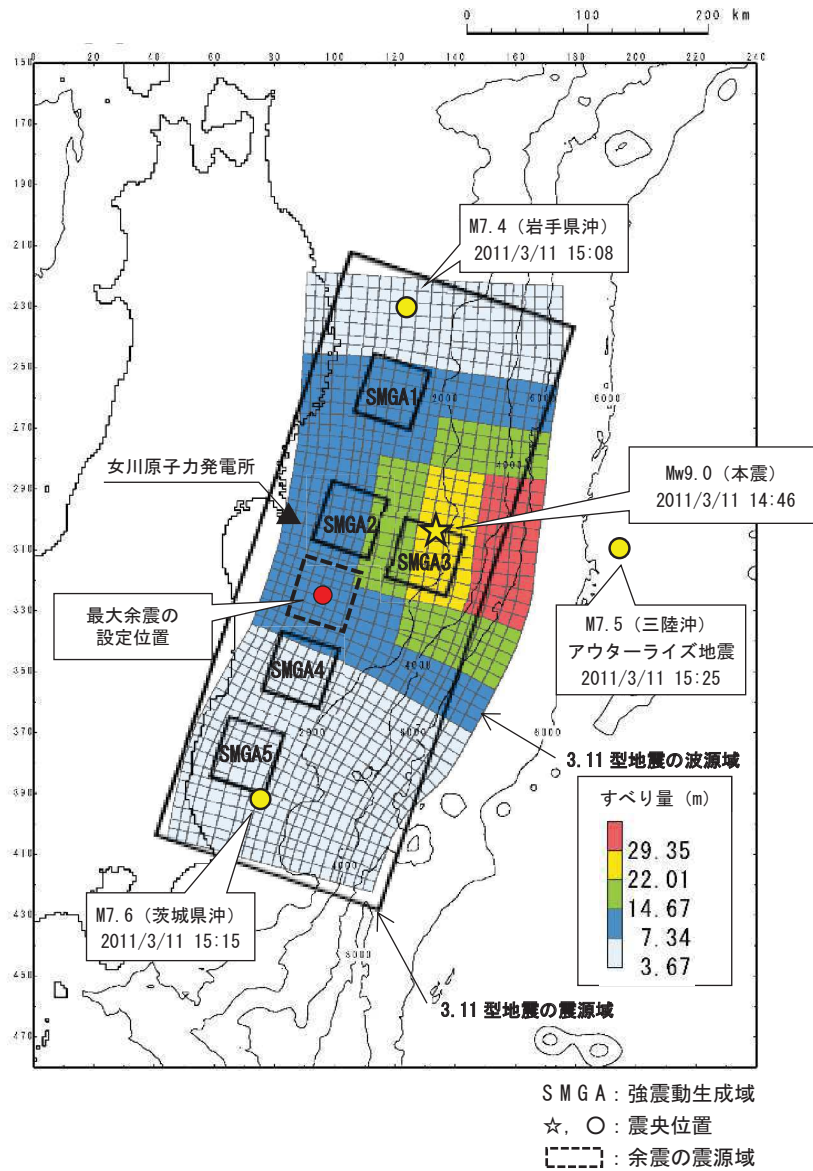 0 100 200 km
0 20 40 60 80 100 120 140 160 180 200 220 240
150
170
190
210
230
250
270
290
310
330
350
370
390
410
430
450
470
M7.4（岩手県沖）
2011/3/11 15:08
SMGA1
2000
6000
8000
4000
女川原子力発電所
Mw9.0（本震）
2011/3/11 14:46
SMGA2
SMGA3
最大余震の
設定位置
M7.5（三陸沖）
アウターライズ地震
2011/3/11 15:25
SMGA4
4000
2000
SMGA5
3.11型地震の波源域
すべり量（m）
29.35
22.01
14.67
7.34
3.67
M7.6（茨城県沖）
2011/3/11 15:15
3.11型地震の震源域
SMGA：強震動生成域
☆，○：震央位置
：余震の震源域